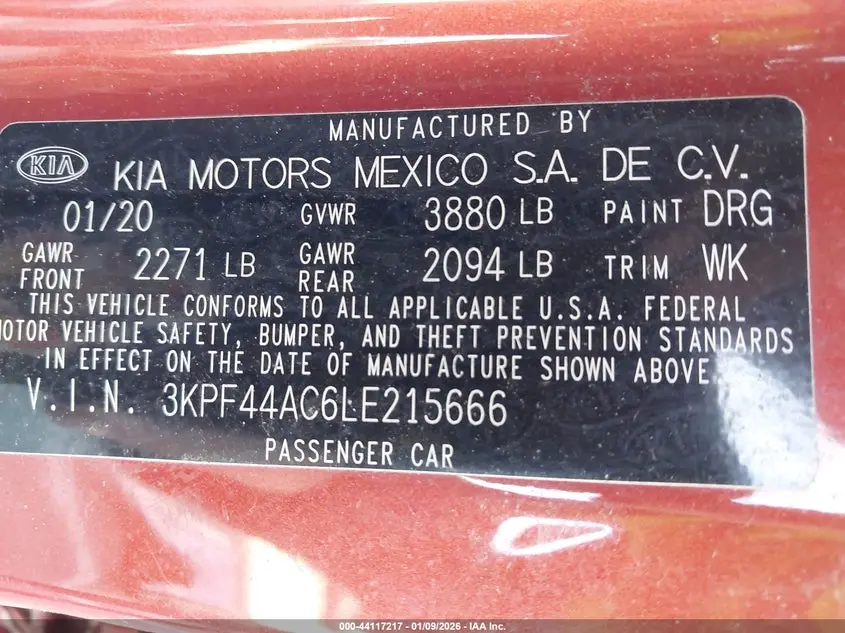 MANUFACTURED BY
KIA KIA MOTORS MEXICO S.A. DE C.V.
01/20 GVWR 3880 LB PAINT DRG
GAWR FRONT 2271 LB GAWR REAR 2094 LB TRIM WK
THIS VEHICLE CONFORMS TO ALL APPLICABLE U.S.A. FEDERAL
MOTOR VEHICLE SAFETY, BUMPER, AND THEFT PREVENTION STANDARDS
IN EFFECT ON THE DATE OF MANUFACTURE SHOWN ABOVE.
V.I.N. 3KPF44AC6LE215666
PASSENGER CAR
000-44117217 - 01/09/2026 - IAA Inc.